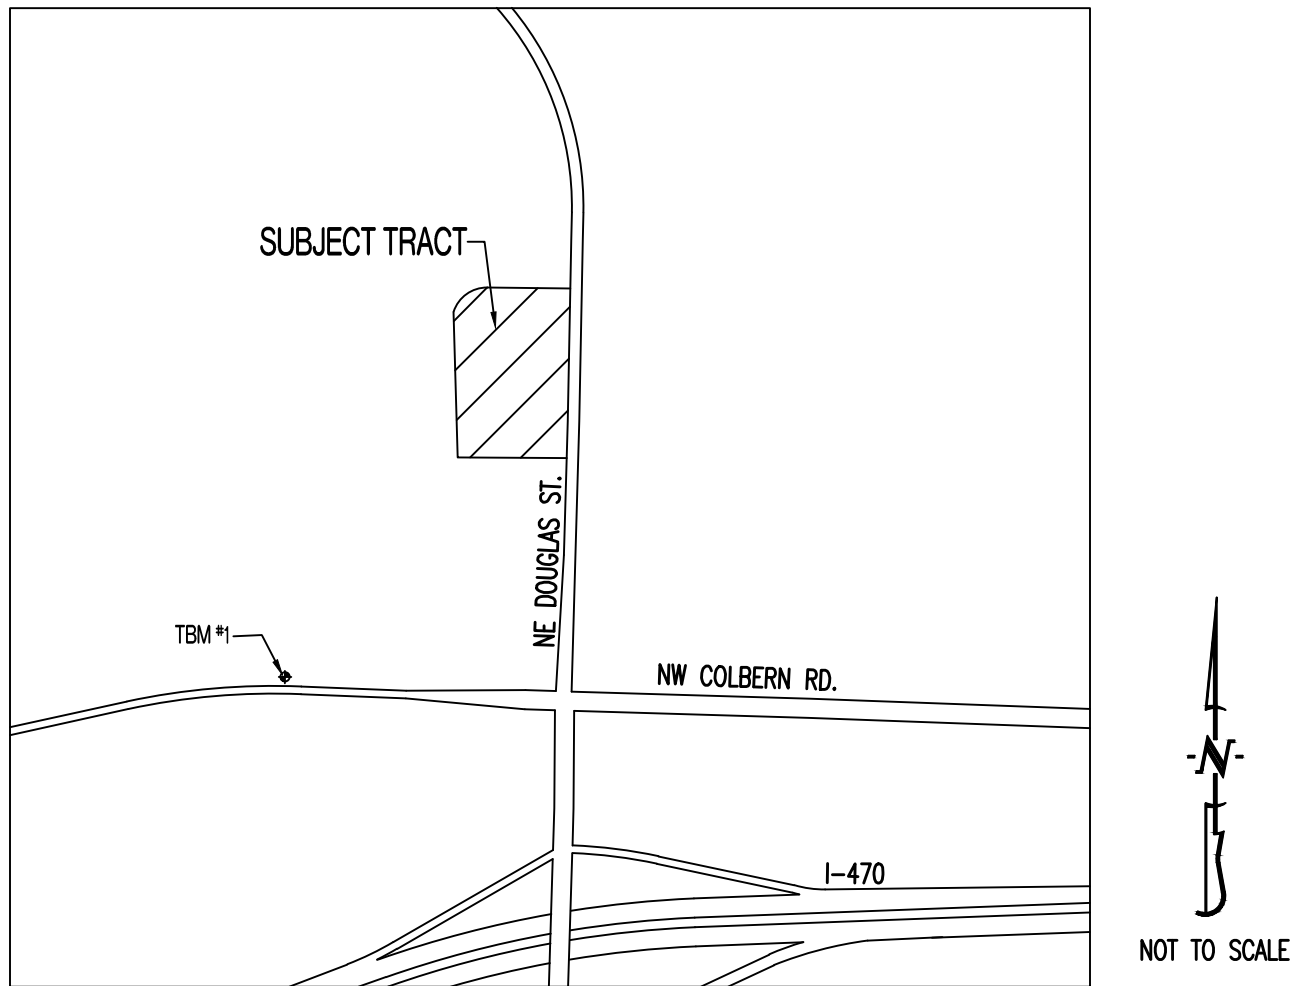 SUBJECT TRACT
NE DOUGLAS ST.
TBM #1
NW COLBERN RD.
I-470
N
NOT TO SCALE